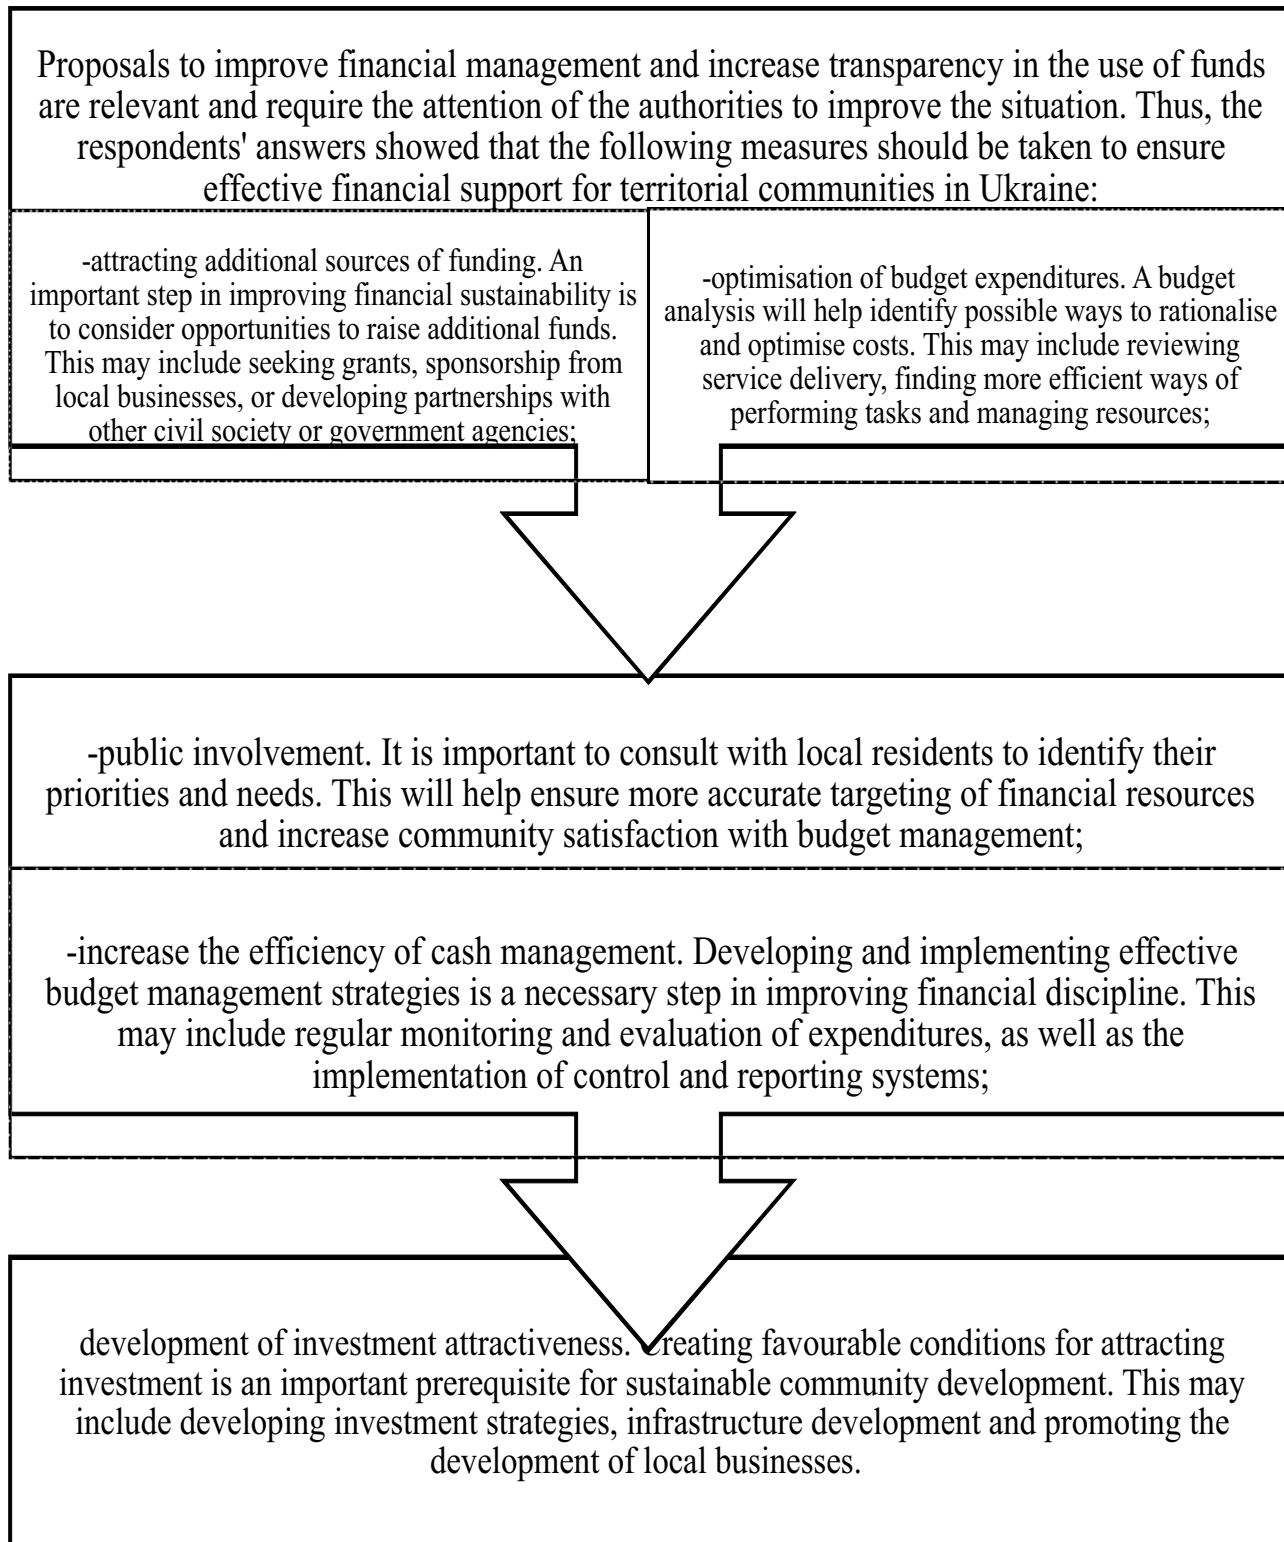 Proposals to improve financial management and increase transparency in the use of funds
are relevant and require the attention of the authorities to improve the situation. Thus, the
respondents' answers showed that the following measures should be taken to ensure
effective financial support for territorial communities in Ukraine:
-attracting additional sources of funding. An
important step in improving financial sustainability is
to consider opportunities to raise additional funds.
This may include seeking grants, sponsorship from
local businesses, or developing partnerships with
other civil society or government agencies;
-optimisation of budget expenditures. A budget
analysis will help identify possible ways to rationalise
and optimise costs. This may include reviewing
service delivery, finding more efficient ways of
performing tasks and managing resources;
-public involvement. It is important to consult with local residents to identify their
priorities and needs. This will help ensure more accurate targeting of financial resources
and increase community satisfaction with budget management;
-increase the efficiency of cash management. Developing and implementing effective
budget management strategies is a necessary step in improving financial discipline. This
may include regular monitoring and evaluation of expenditures, as well as the
implementation of control and reporting systems;
development of investment attractiveness. Creating favourable conditions for attracting
investment is an important prerequisite for sustainable community development. This may
include developing investment strategies, infrastructure development and promoting the
development of local businesses.